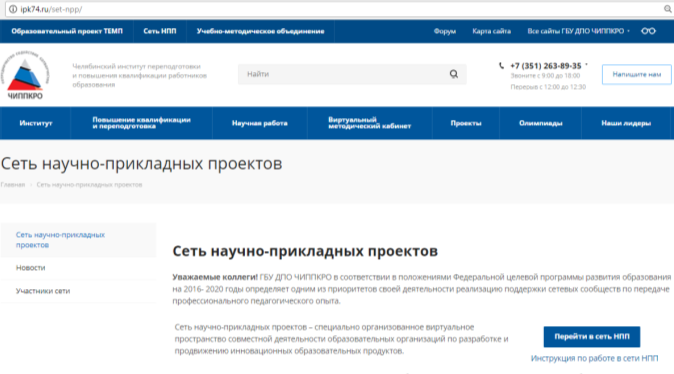 ipk74.ru/set-npp/
Образовательный проект ТЕМП Сеть НПП Учебно-методическое объединение Форум Карта сайта Все сайты ГБУ ДПО ЧИППКРО
ЧИППКРО
Челябинский институт переподготовки
и повышения квалификации работников
образования
Найти
+7 (351) 263-89-35
Звоните с 9:00 до 18:00
Перерыв с 12:00 до 12:30
Напишите нам
Институт
Повышение квалификации
и переподготовка
Научная работа
Виртуальный
методический кабинет
Проекты
Олимпиады
Наши лидеры
Сеть научно-прикладных проектов
Главная Сеть научно-прикладных проектов
Сеть научно-прикладных
проектов
Новости
Участники сети
Сеть научно-прикладных проектов
Уважаемые коллеги! ГБУ ДПО ЧИППКРО в соответствии в положениями Федеральной целевой программы развития образования
на 2016- 2020 годы определяет одним из приоритетов своей деятельности реализацию поддержки сетевых сообществ по передаче
профессионального педагогического опыта.
Сеть научно-прикладных проектов – специально организованное виртуальное
пространство совместной деятельности образовательных организаций по разработке и
продвижению инновационных образовательных продуктов.
Перейти в сеть НПП
Инструкция по работе в сети НПП